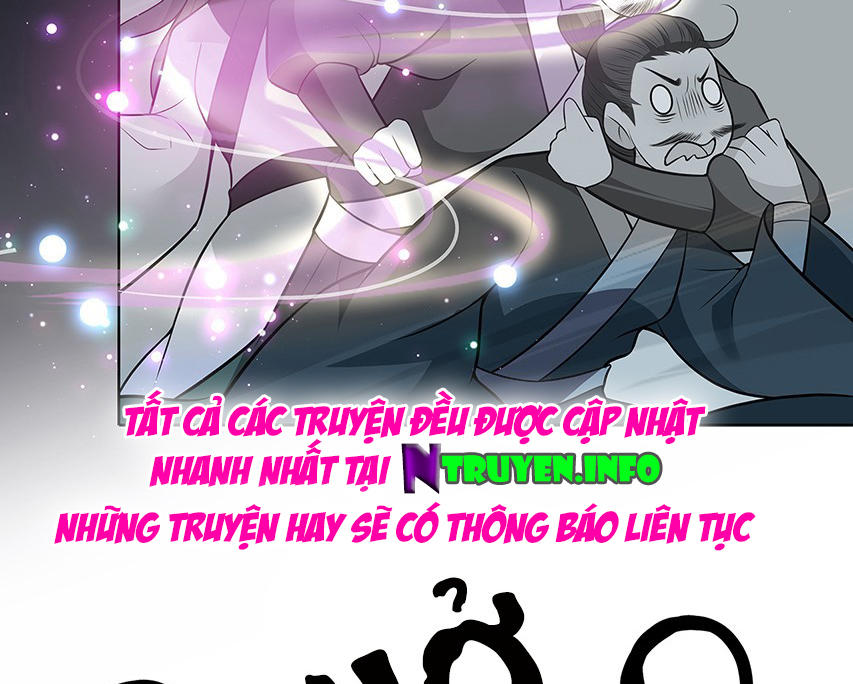 TẤT CẢ CÁC TRUYỆN ĐỀU ĐƯỢC CẬP NHẬT
NHANH NHẤT TẠI NTRUYEN.INFO
NHỮNG TRUYỆN HAY SẼ CÓ THÔNG BÁO LIÊN TỤC